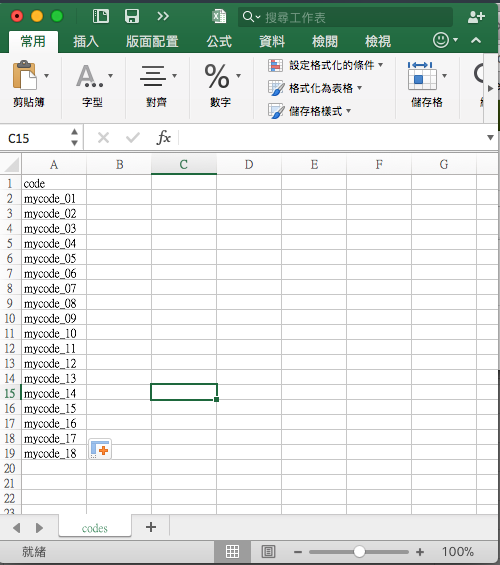 搜尋工作表
常用 插入 版面配置 公式 資料 檢閱 檢視
剪貼簿 字型 對齊 % 數字 設定格式化的條件 格式化為表格 儲存格樣式 儲存格
C15 fx
A B C D E F G
1 code
2 mycode_01
3 mycode_02
4 mycode_03
5 mycode_04
6 mycode_05
7 mycode_06
8 mycode_07
9 mycode_08
10 mycode_09
11 mycode_10
12 mycode_11
13 mycode_12
14 mycode_13
15 mycode_14
16 mycode_15
17 mycode_16
18 mycode_17
19 mycode_18
20
21
22
23
codes
就緒 100%